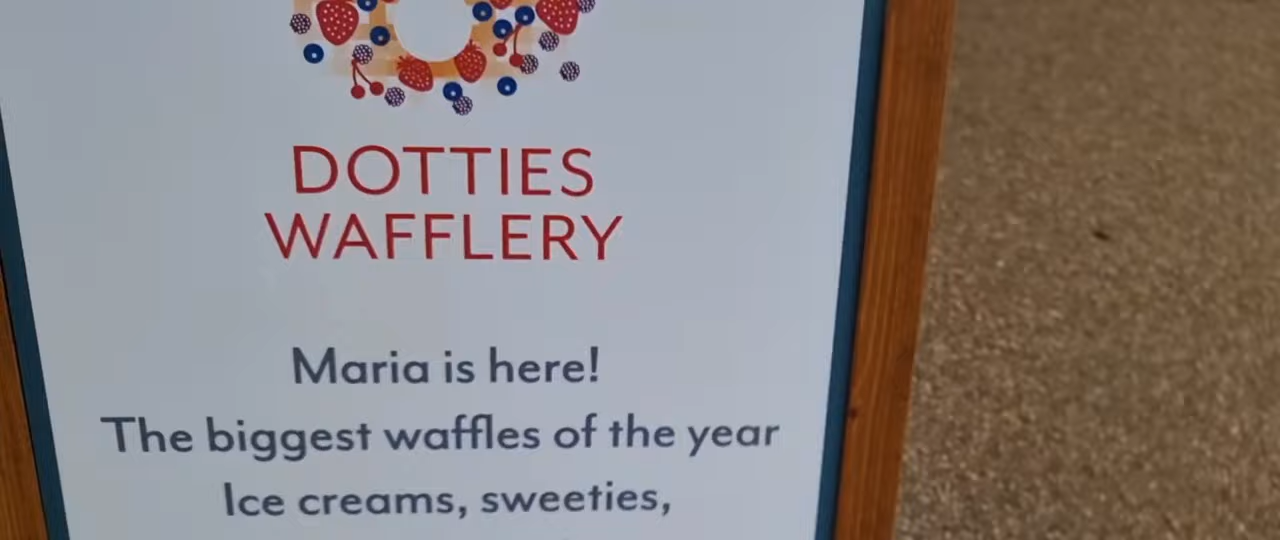 DOTTIES
WAFFLERY
Maria is here!
The biggest waffles of the year
Ice creams, sweeties,